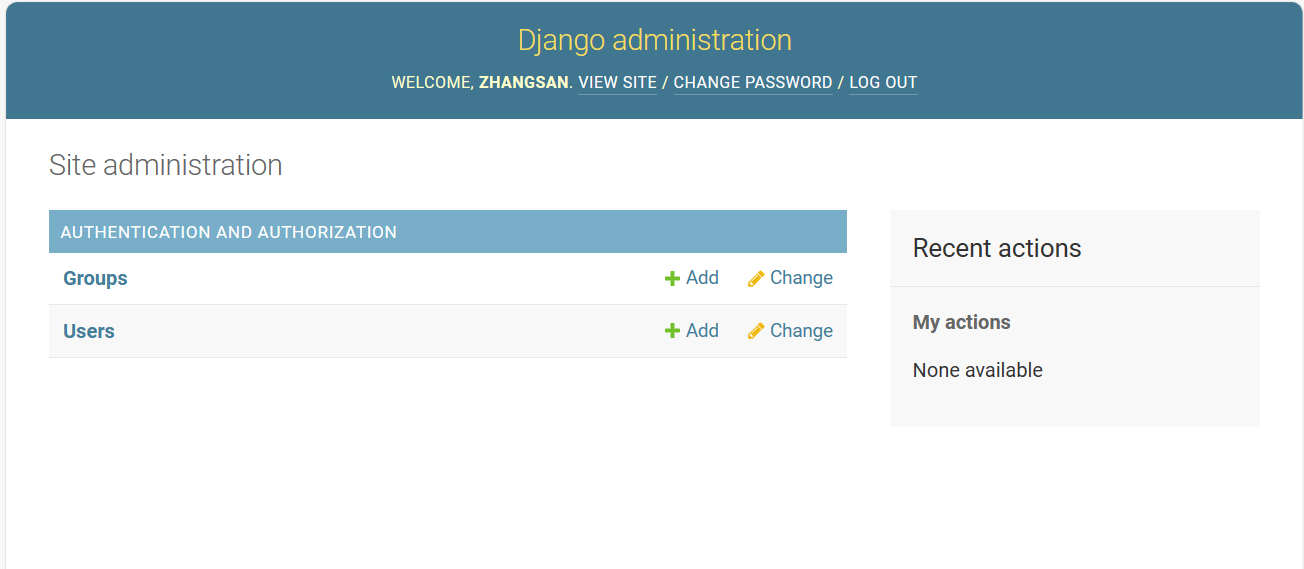 Django administration
WELCOME, ZHANGSAN. VIEW SITE / CHANGE PASSWORD / LOG OUT
Site administration
AUTHENTICATION AND AUTHORIZATION
Groups Add Change
Users Add Change
Recent actions
My actions
None available